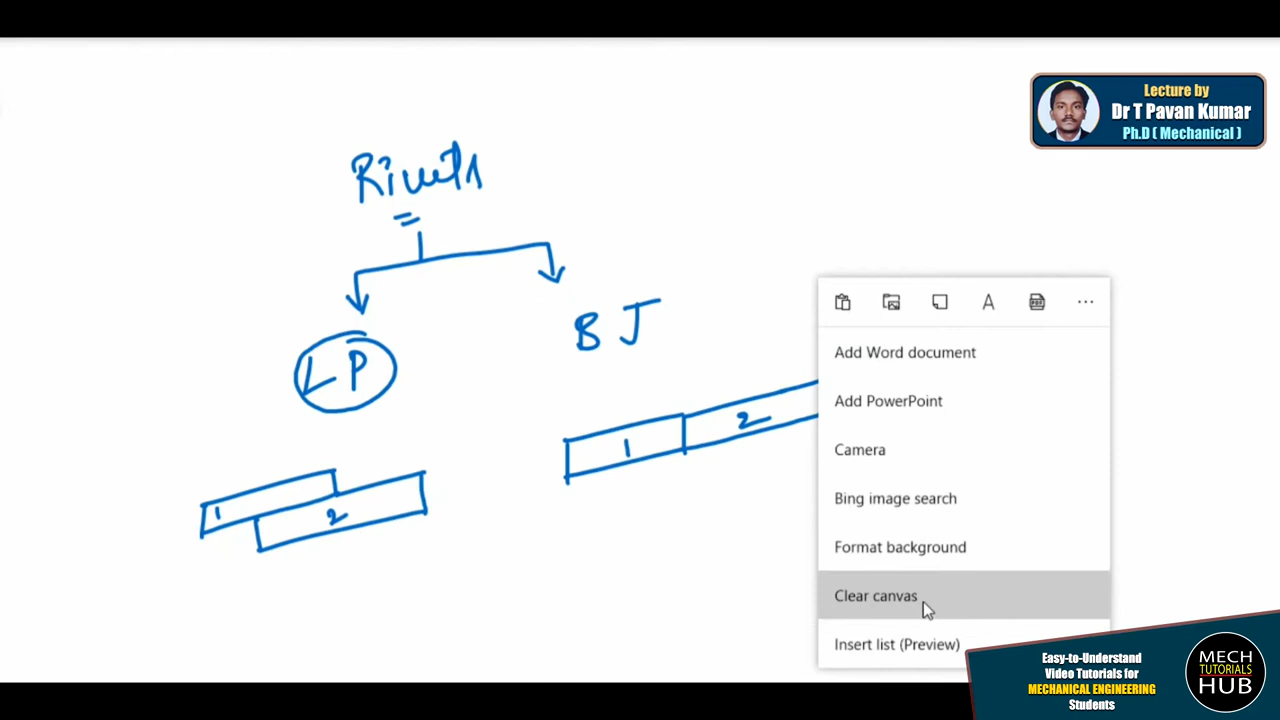 Lecture by
Dr T Pavan Kumar
Ph.D ( Mechanical )
Rivets
LP
BJ
1
2
1
2
Add Word document
Add PowerPoint
Camera
Bing image search
Format background
Clear canvas
Insert list (Preview)
Easy-to-Understand
Video Tutorials for
MECHANICAL ENGINEERING
Students
MECH
TUTORIALS
HUB